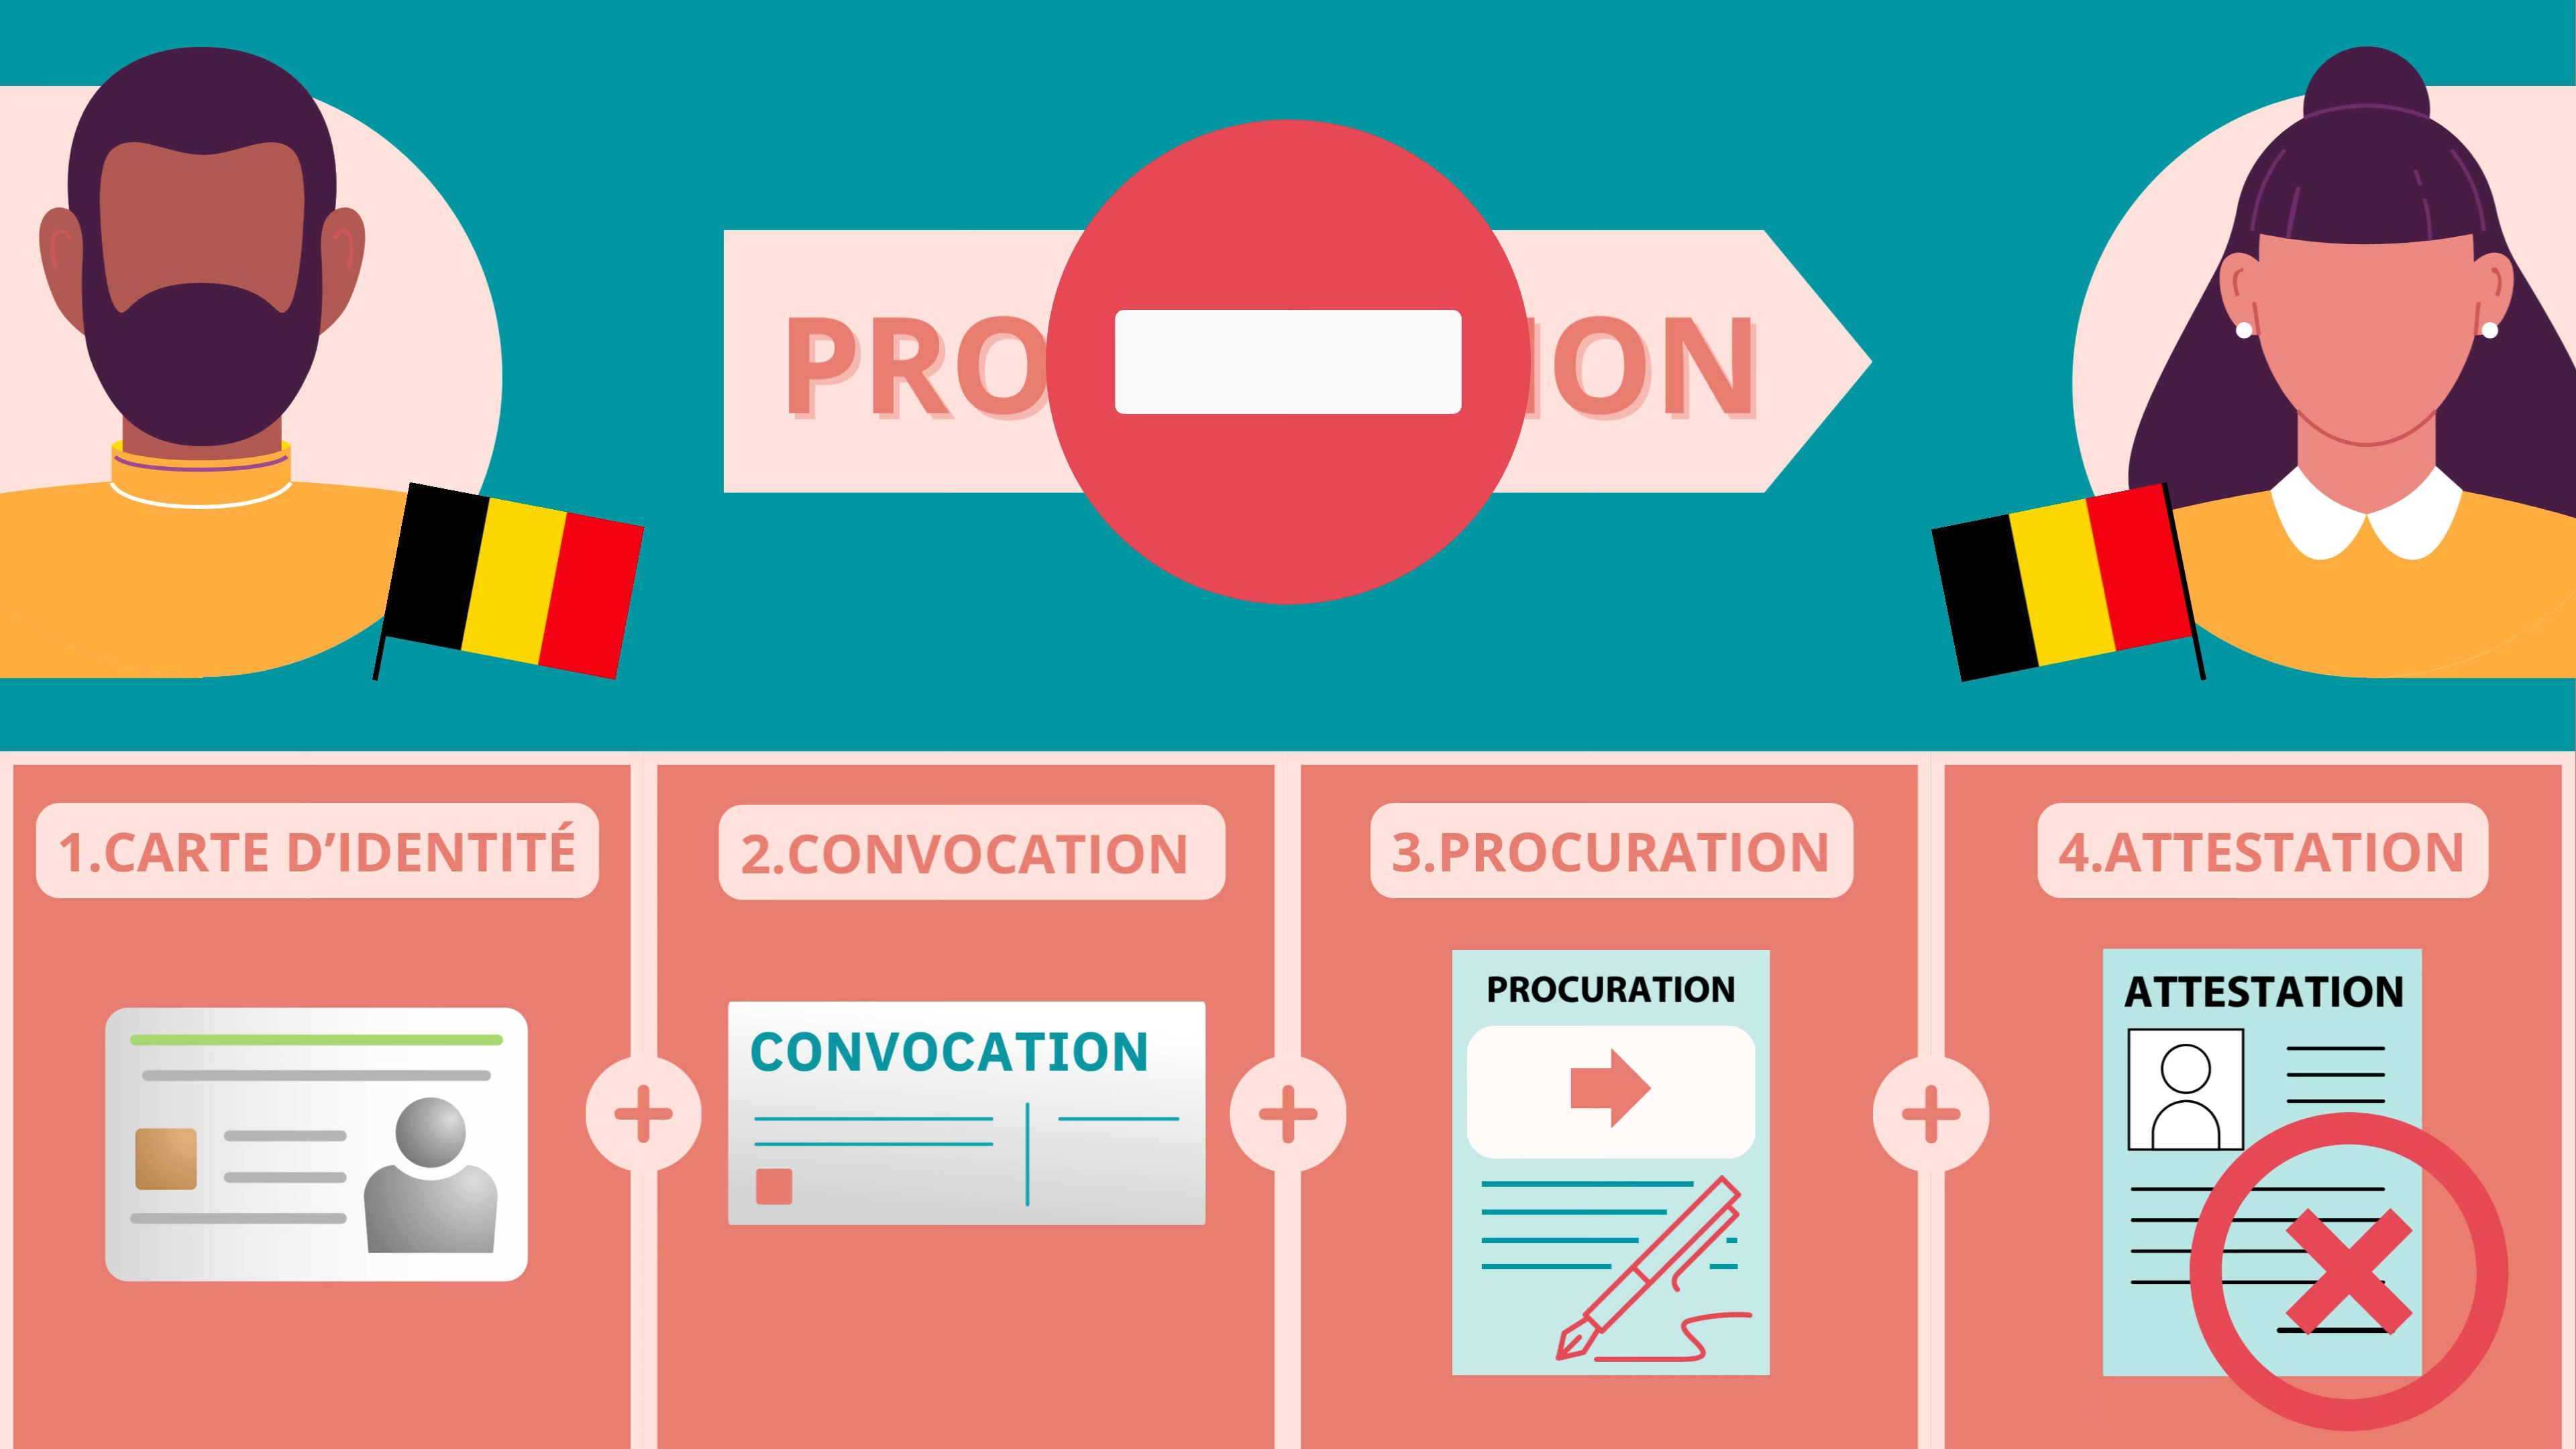 PRO ION
1.CARTE D’IDENTITÉ
2.CONVOCATION
3.PROCURATION
4.ATTESTATION
CONVOCATION
PROCURATION
ATTESTATION